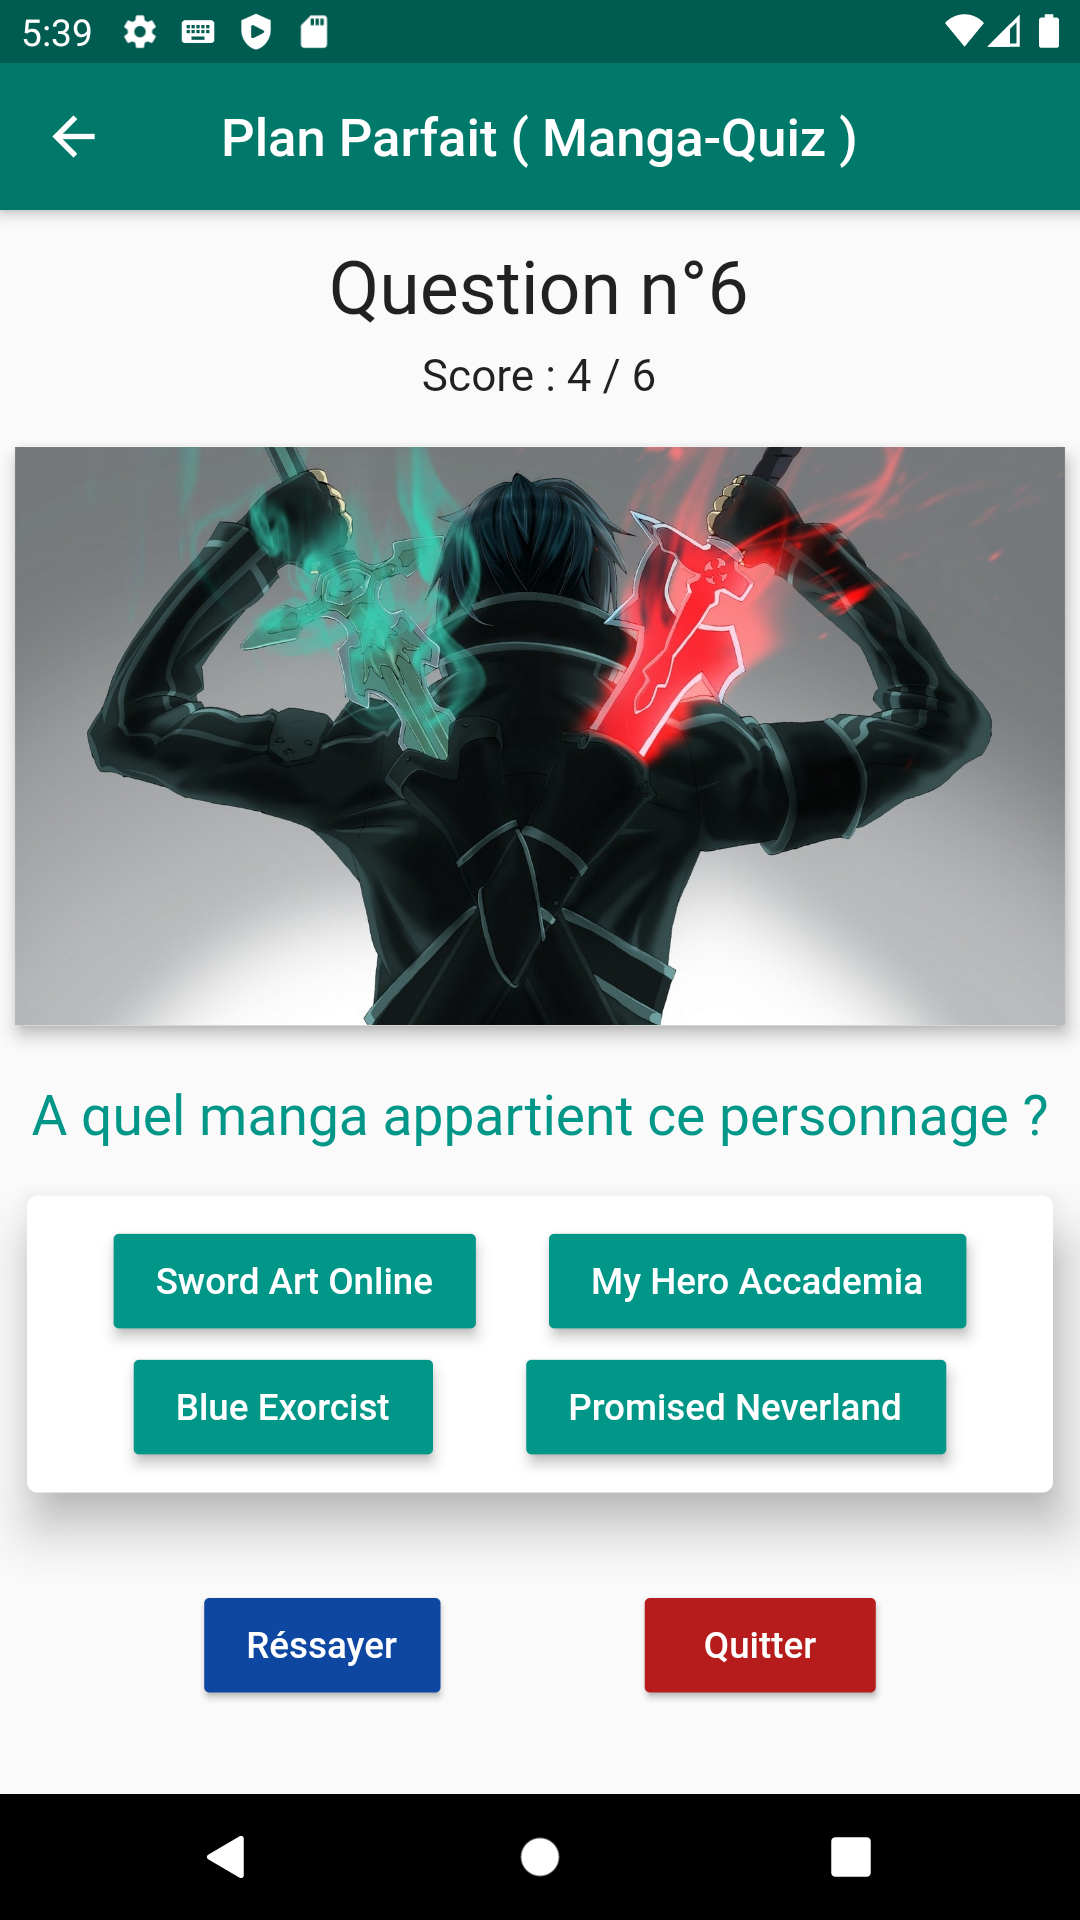 5:39
Plan Parfait ( Manga-Quiz )
Question n°6
Score : 4 / 6
A quel manga appartient ce personnage ?
Sword Art Online
My Hero Accademia
Blue Exorcist
Promised Neverland
Réssayer
Quitter